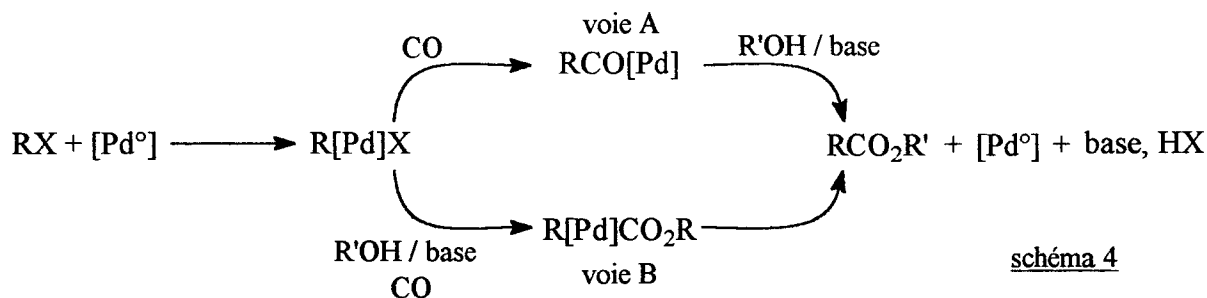 voie A
CO
RCO[Pd]
R'OH / base
RX + [Pd°]
R[Pd]X
RCO₂R' + [Pd°] + base, HX
R'OH / base
CO
R[Pd]CO₂R
voie B
schéma 4